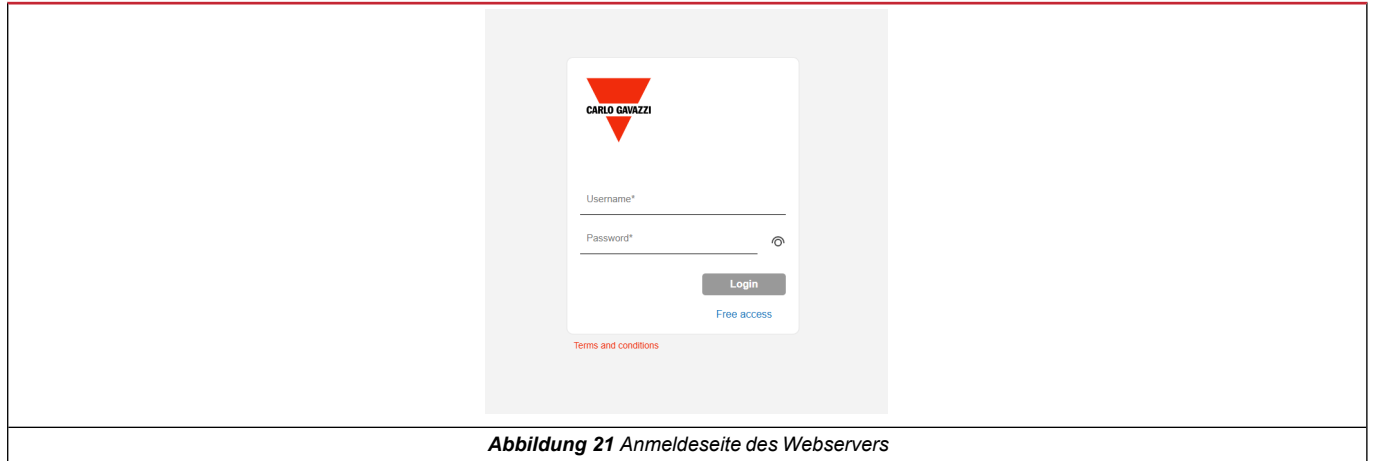 CARLO GAVAZZI
Username*
Password*
Login
Free access
Terms and conditions
Abbildung 21 Anmeldeseite des Webservers